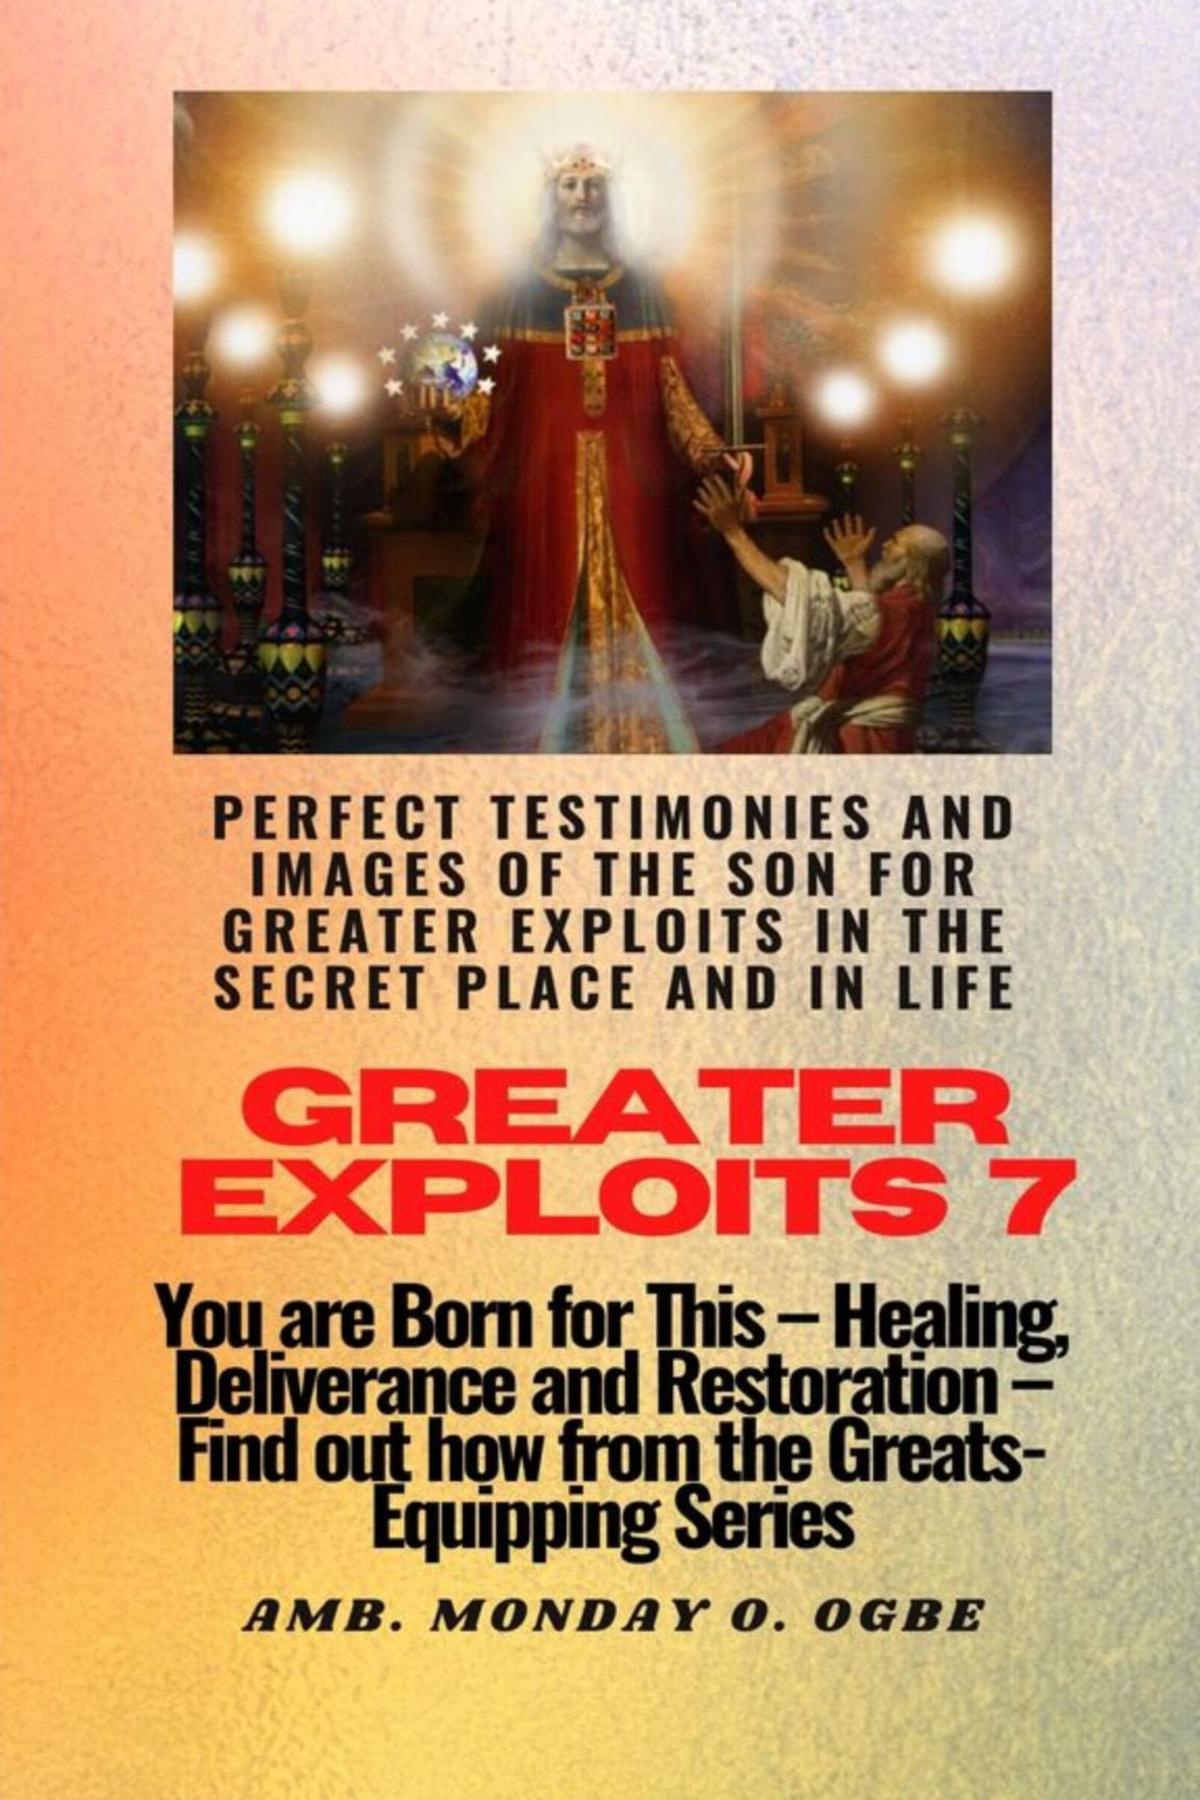 PERFECT TESTIMONIES AND
IMAGES OF THE SON FOR
GREATER EXPLOITS IN THE
SECRET PLACE AND IN LIFE
GREATER
EXPLOITS 7
You are Born for This – Healing,
Deliverance and Restoration –
Find out how from the Greats-
Equipping Series
AMB. MONDAY O. OGBE